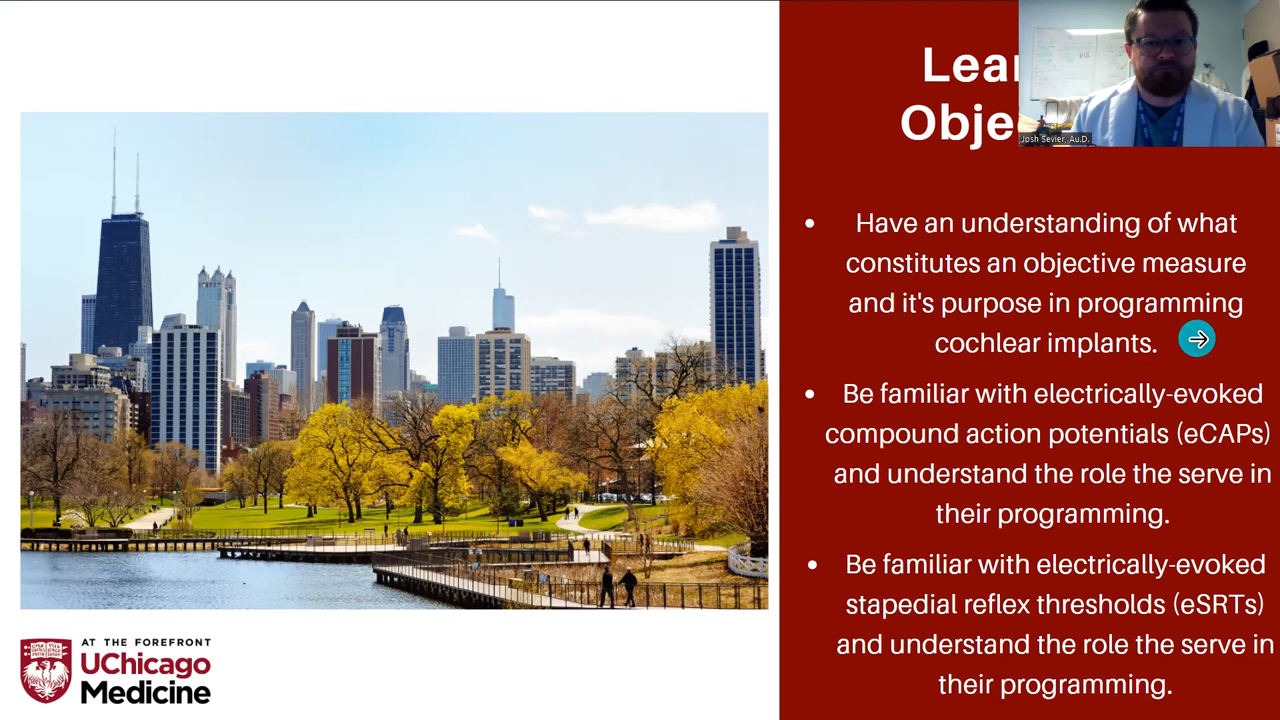 Lear
Obje
Josh Sevier, Au.D.
• Have an understanding of what
constitutes an objective measure
and it's purpose in programming
cochlear implants.
• Be familiar with electrically-evoked
compound action potentials (eCAPs)
and understand the role the serve in
their programming.
• Be familiar with electrically-evoked
stapedial reflex thresholds (eSRTs)
and understand the role the serve in
their programming.
AT THE FOREFRONT
UChicago
Medicine